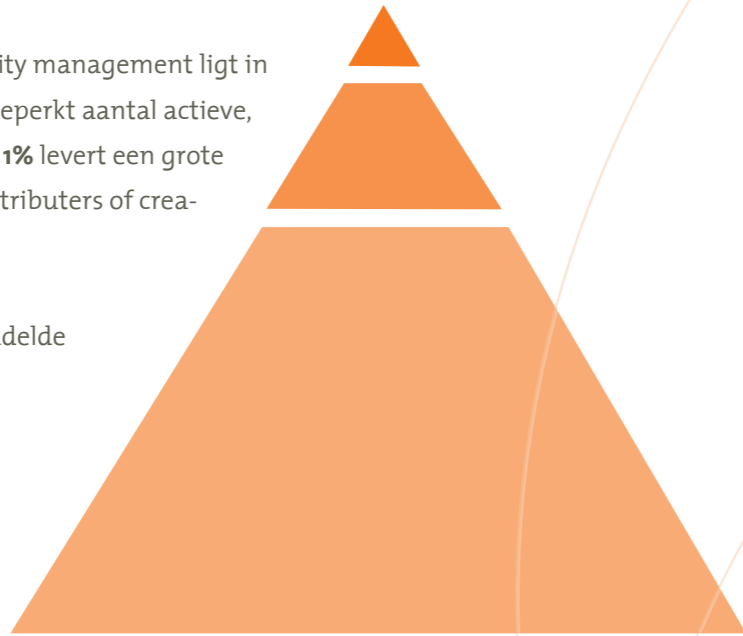 ity management ligt in
eperkt aantal actieve,
1% levert een grote
tributers of crea-
delde